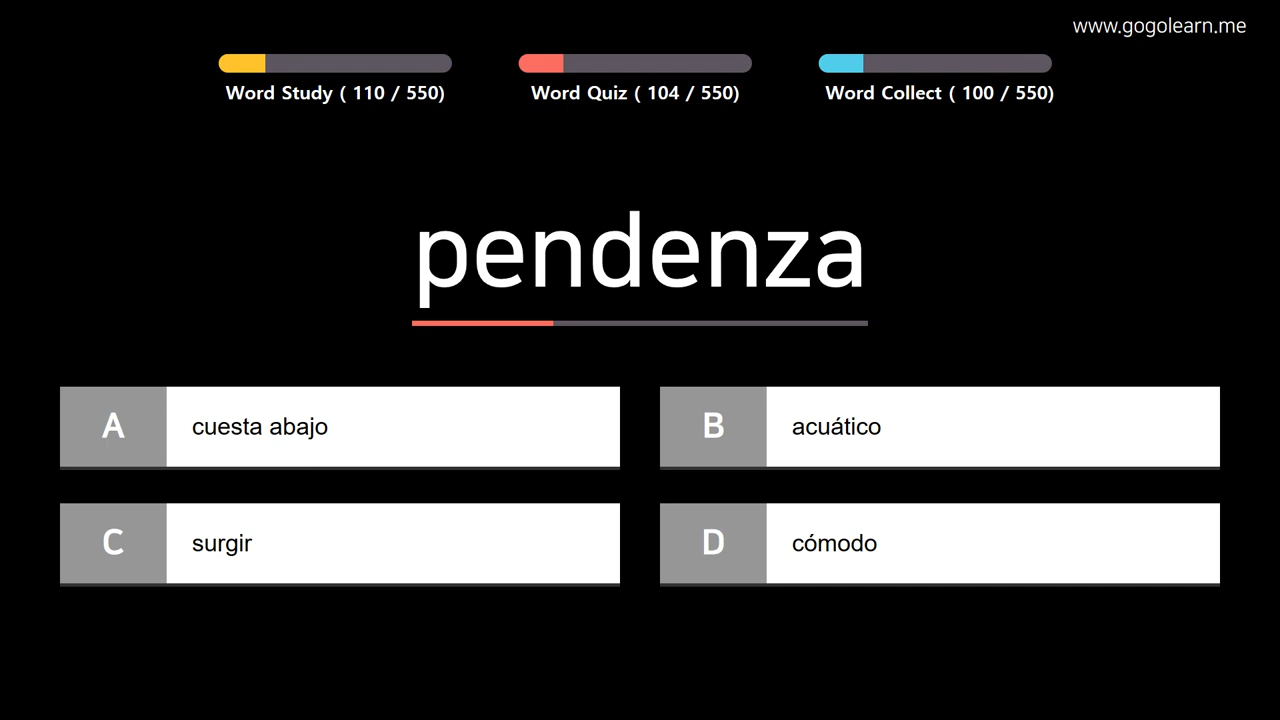 www.gogolearn.me
Word Study ( 110 / 550)
Word Quiz ( 104 / 550)
Word Collect ( 100 / 550)
pendenza
A cuesta abajo
B acuático
C surgir
D cómodo